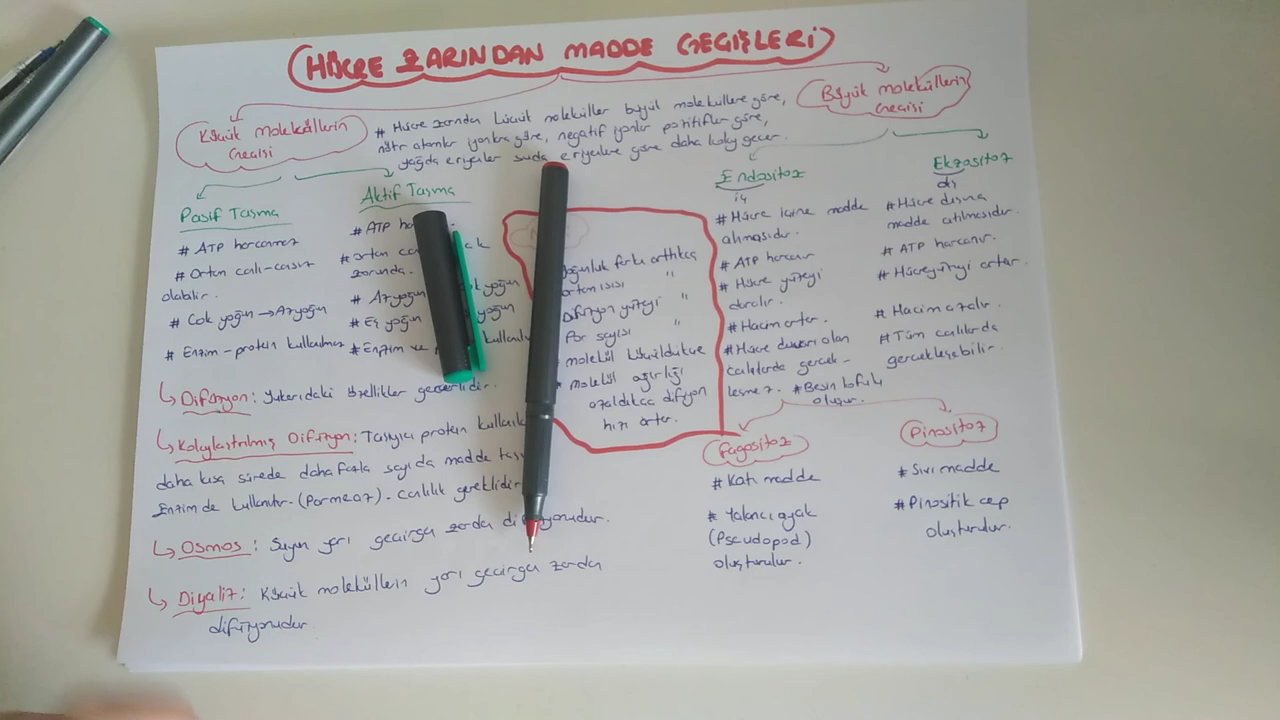 HÜCRE ZARINDAN MADDE GEÇİŞLERİ
Küçük Moleküllerin
Geçişi
# Hücre zarından küçük moleküller büyük moleküllere göre,
nötr atomlar iyonlara göre, negatif iyonlar pozitifler göre,
yağda eriyenler suda eriyenlere göre daha kolay geçer.
Büyük moleküllerin
Geçişi
Pasif Taşıma
# ATP harcanmaz
# Ortam canlı-cansız
olabilir.
# Çok yoğun → Az yoğun
# Enzim-protein kullanılmaz
Aktif Taşıma
# ATP
# Ortam
zorunda.
# Az yoğun yoğun
# Eş yoğun yoğun
# Enzim ve
Yoğunluk farkı arttıkça
Ortam ısısı "
Difüzyon yüzeyi "
Por sayısı "
molekül küçüldükçe
molekül ağırlığı
azaldıkça difüzyon
hızı artar.
Endositoz
iç
# Hücre içine madde
alınmasıdır.
# ATP harcanır
# Hücre yüzeyi
daralır.
# Hacim artar.
# Hücre duvarı olan
canlılarda gerçek-
leşmez. # Besin kofulu
oluşur.
Ekzositoz
dış
# Hücre dışına
madde atılmasıdır.
# ATP harcanır.
# Hücre yüzeyi artar.
# Hacim azalır.
# Tüm canlılarda
gerçekleşebilir.
↳ Difüzyon: Yukarıdaki özellikler geçerlidir.
↳ Kolaylaştırılmış Difüzyon: Taşıyıcı protein
daha kısa sürede daha fazla sayıda madde
Enzim de kullanılır-(Permeaz). Canlılık gereklidir
↳ Osmos: Suyun yarı geçirgen zarda difüzyonudur.
↳ Diyaliz: Küçük moleküllerin yarı geçirgen zarda
difüzyonudur.
Fagositoz
# Katı madde
# Yalancı ayak
(Pseudopod)
oluşturulur.
Pinositoz
# Sıvı madde
# Pinositik cep
oluşturulur.